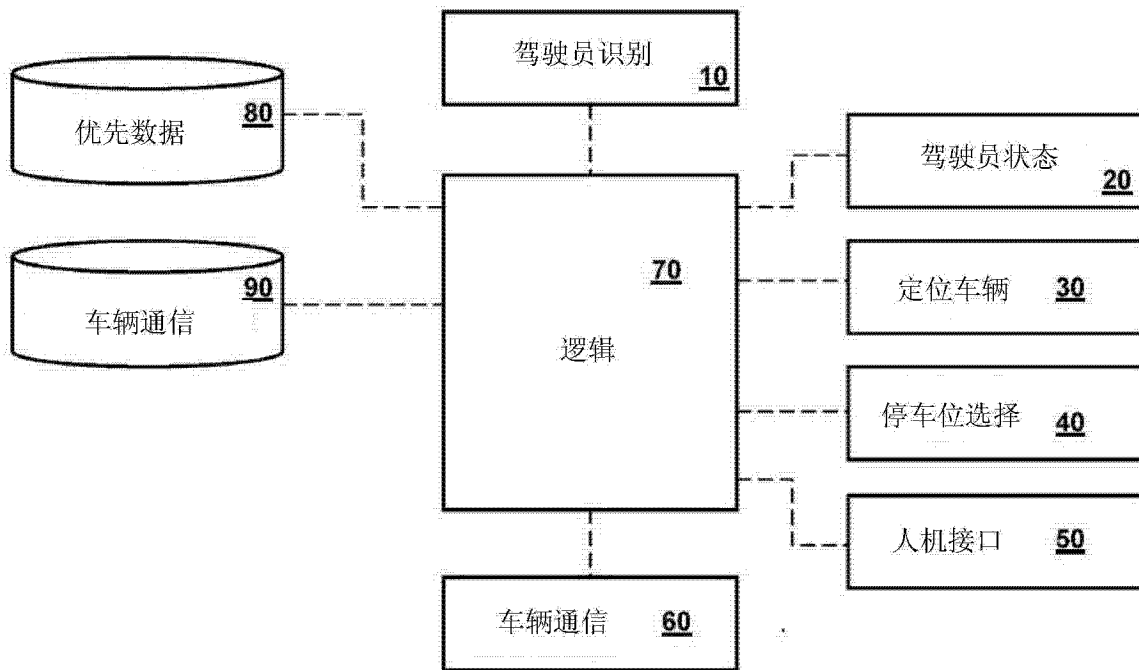 驾驶员识别 10
优先数据 80
驾驶员状态 20
车辆通信 90
逻辑 70
定位车辆 30
停车位选择 40
人机接口 50
车辆通信 60